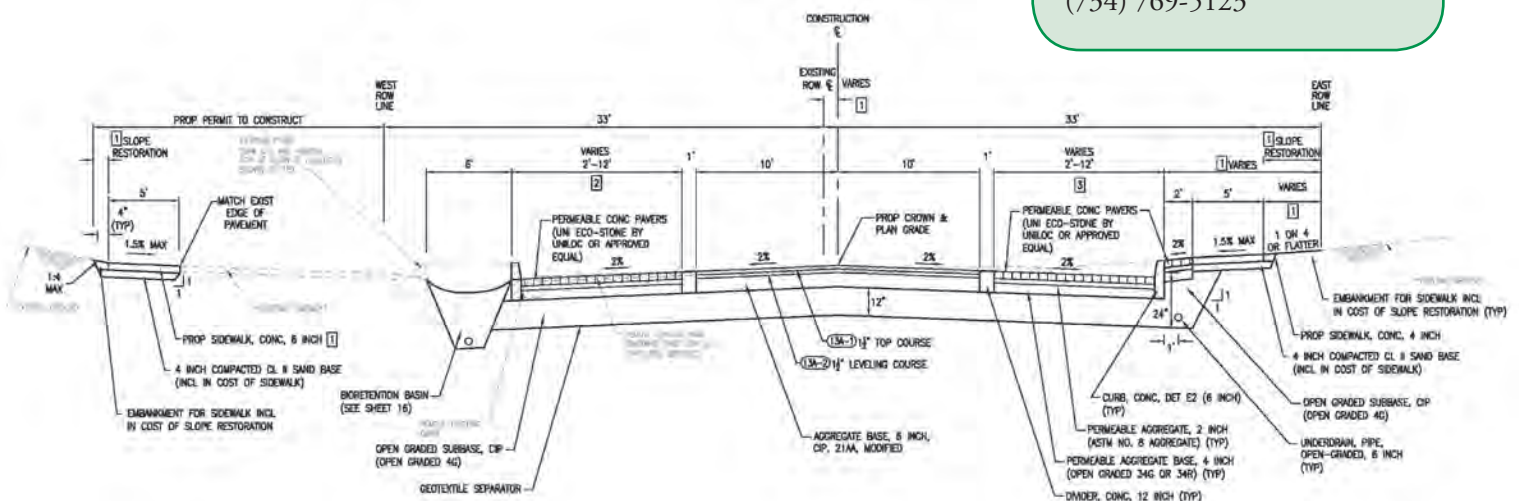 (734) 769-5123
CONSTRUCTION
℄
EXISTING
ROW ℄
VARIES
1
WEST
ROW
LINE
EAST
ROW
LINE
PROP PERMIT TO CONSTRUCT
33'
33'
1 SLOPE
RESTORATION
5'
4"
(TYP)
1.5% MAX
MATCH EXIST
EDGE OF
PAVEMENT
1:4
MAX
1
1
PROP SIDEWALK, CONC, 6 INCH 1
4 INCH COMPACTED CL II SAND BASE
(INCL IN COST OF SIDEWALK)
EMBANKMENT FOR SIDEWALK INCL
IN COST OF SLOPE RESTORATION
6'
VARIES
2'-12'
2
1'
10'
10'
1'
VARIES
2'-12'
3
1 VARIES
1 SLOPE
RESTORATION
2'
5'
VARIES
1
PERMEABLE CONC PAVERS
(UNI ECO-STONE BY
UNILOC OR APPROVED
EQUAL)
2%
2%
PROP CROWN &
PLAN GRADE
2%
PERMEABLE CONC PAVERS
(UNI ECO-STONE BY
UNILOC OR APPROVED
EQUAL)
2%
2%
1.5% MAX
1 ON 4
OR FLATTER
12"
24"
1
1
1'
13A-1 1½" TOP COURSE
13A-2 1½" LEVELING COURSE
BIORETENTION BASIN
(SEE SHEET 16)
OPEN GRADED SUBBASE, CIP
(OPEN GRADED 4G)
GEOTEXTILE SEPARATOR
AGGREGATE BASE, 8 INCH,
CIP, 21AA, MODIFIED
CURB, CONC, DET E2 (6 INCH)
(TYP)
PERMEABLE AGGREGATE, 2 INCH
(ASTM NO. 8 AGGREGATE) (TYP)
PERMEABLE AGGREGATE BASE, 4 INCH
(OPEN GRADED 34G OR 34R) (TYP)
DIVIDER, CONC, 12 INCH (TYP)
EMBANKMENT FOR SIDEWALK INCL
IN COST OF SLOPE RESTORATION (TYP)
PROP SIDEWALK, CONC, 4 INCH
4 INCH COMPACTED CL II SAND BASE
(INCL IN COST OF SIDEWALK)
OPEN GRADED SUBBASE, CIP
(OPEN GRADED 4G)
UNDERDRAIN, PIPE,
OPEN-GRADED, 6 INCH
(TYP)